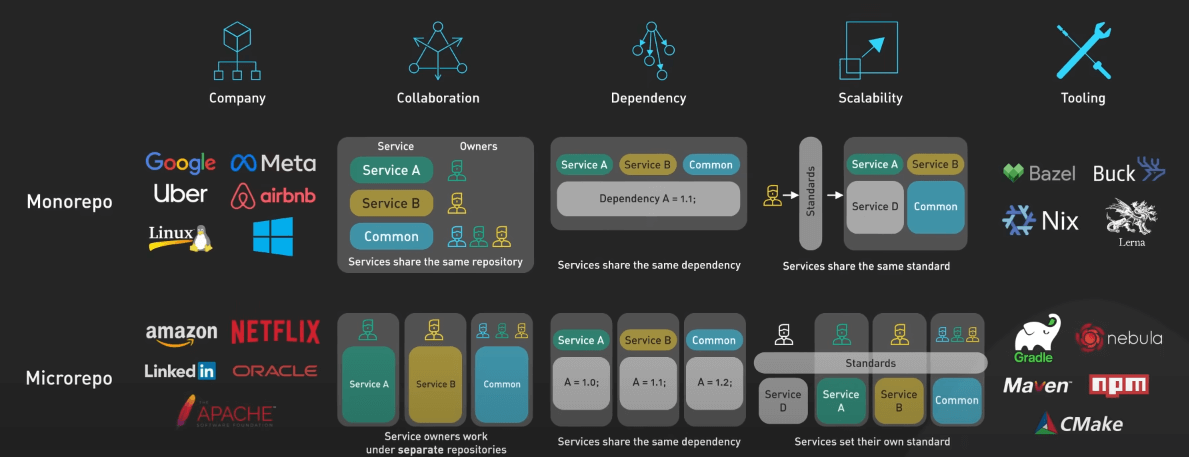 Company
Collaboration
Dependency
Scalability
Tooling
Monorepo
Google
Meta
Uber
airbnb
Linux
Service Owners
Service A
Service B
Common
Services share the same repository
Service A Service B Common
Dependency A = 1.1;
Services share the same dependency
Standards
Service A Service B
Service D Common
Services share the same standard
Bazel
Buck
Nix
Lerna
Microrepo
amazon
NETFLIX
Linked in
ORACLE
THE
APACHE
SOFTWARE FOUNDATION
Service A Service B Common
Service owners work
under separate repositories
Service A Service B Common
A = 1.0; A = 1.1; A = 1.2;
Services share the same dependency
Standards
Service
D
Service
A
Service
B
Common
Services set their own standard
Gradle
nebula
Maven
npm
CMake